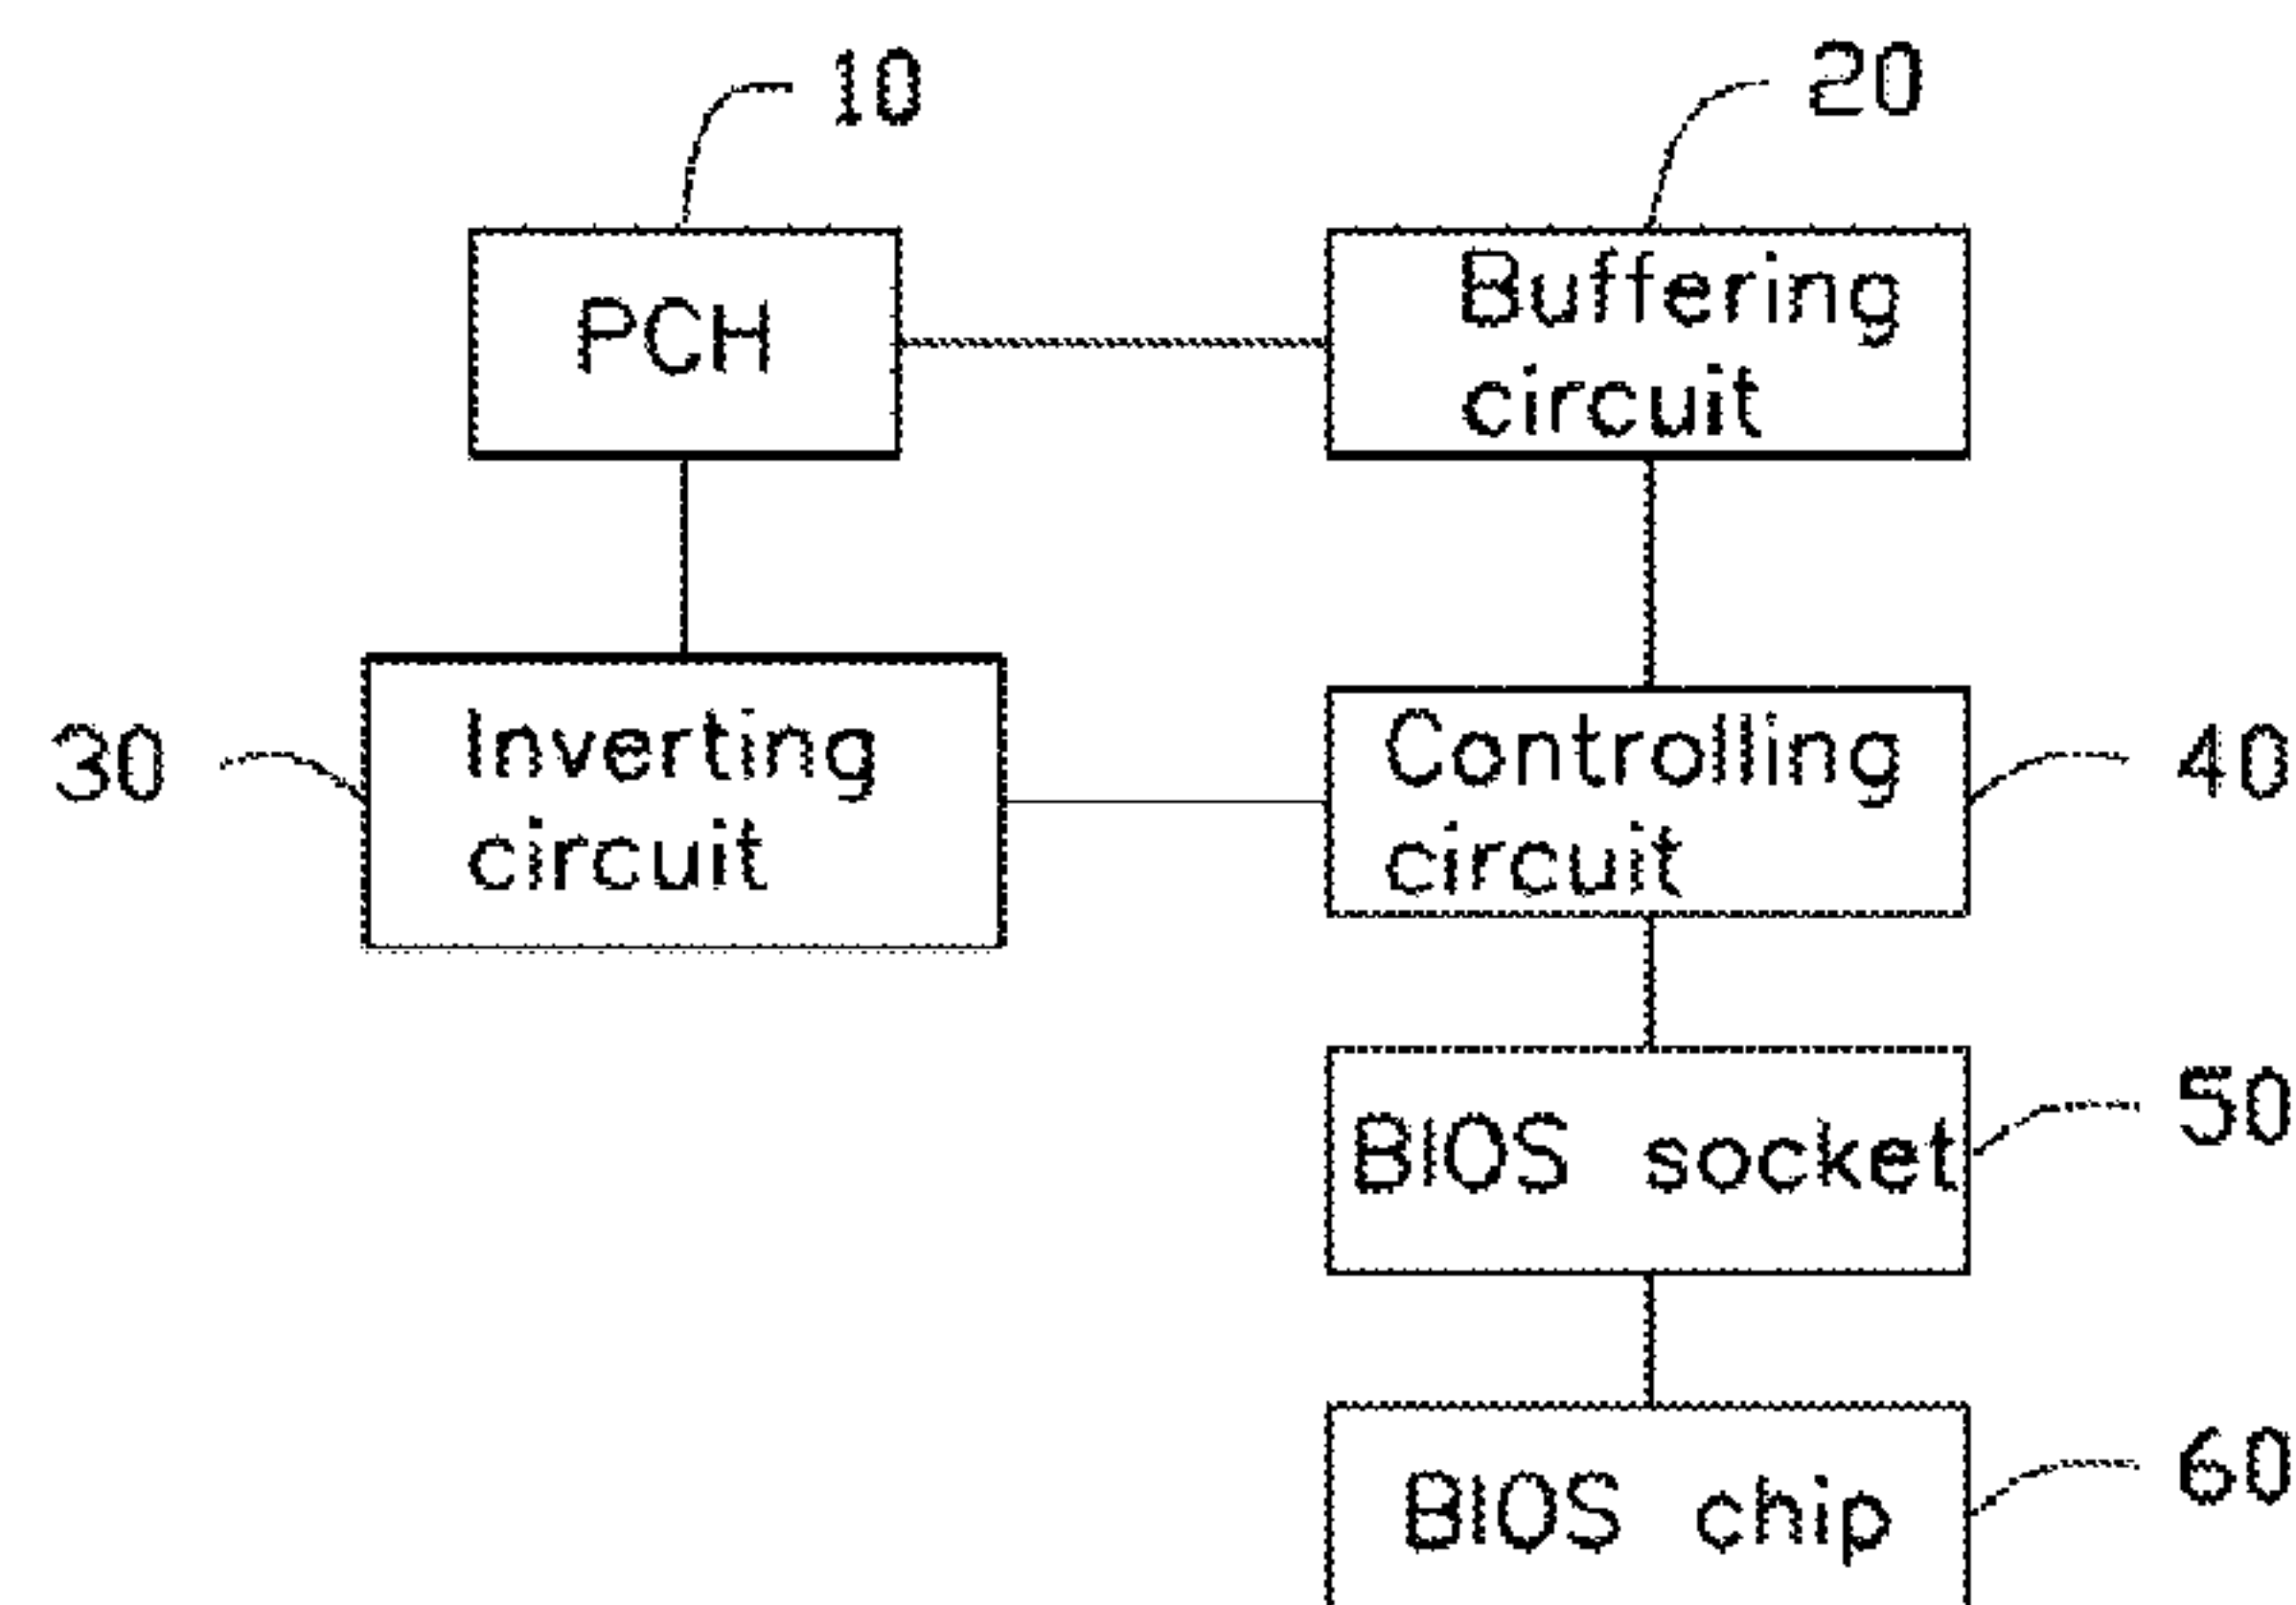 10
20
PCH
Buffering
circuit
30
Inverting
circuit
Controlling
circuit
40
BIOS socket
50
BIOS chip
60